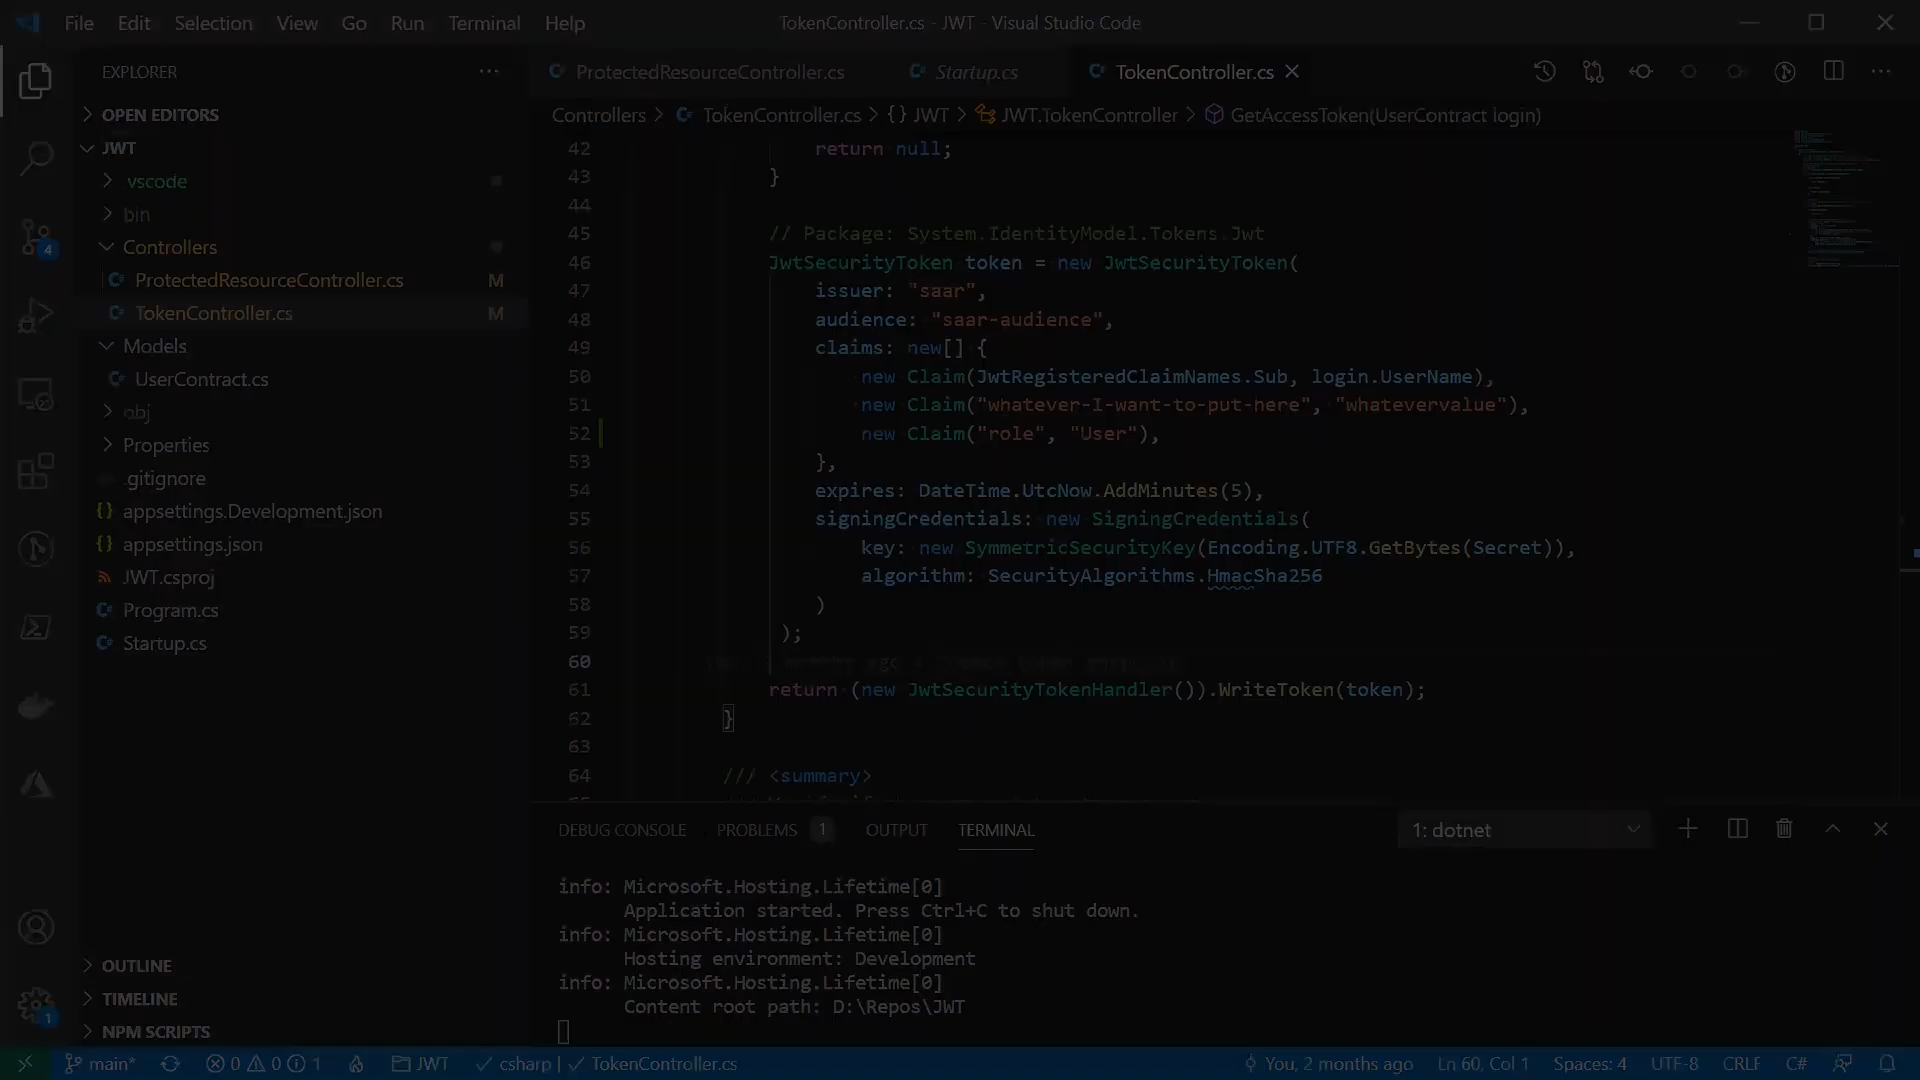 File Edit Selection View Go Run Terminal Help
TokenController.cs - JWT - Visual Studio Code
EXPLORER
OPEN EDITORS
JWT
.vscode
bin
Controllers
ProtectedResourceController.cs M
TokenController.cs M
Models
UserContract.cs
obj
Properties
.gitignore
appsettings.Development.json
appsettings.json
JWT.csproj
Program.cs
Startup.cs
OUTLINE
TIMELINE
NPM SCRIPTS
4
1
ProtectedResourceController.cs Startup.cs TokenController.cs
Controllers > TokenController.cs > {} JWT > JWT.TokenController > GetAccessToken(UserContract login)
42 return null;
43 }
44
45 // Package: System.IdentityModel.Tokens.Jwt
46 JwtSecurityToken token = new JwtSecurityToken(
47 issuer: "saar",
48 audience: "saar-audience",
49 claims: new[] {
50 new Claim(JwtRegisteredClaimNames.Sub, login.UserName),
51 new Claim("whatever-I-want-to-put-here", "whatevervalue"),
52 new Claim("role", "User"),
53 },
54 expires: DateTime.UtcNow.AddMinutes(5),
55 signingCredentials: new SigningCredentials(
56 key: new SymmetricSecurityKey(Encoding.UTF8.GetBytes(Secret)),
57 algorithm: SecurityAlgorithms.HmacSha256
58 )
59 );
60
61 return (new JwtSecurityTokenHandler()).WriteToken(token);
62 }
63
64 /// <summary>
DEBUG CONSOLE PROBLEMS 1 OUTPUT TERMINAL 1: dotnet
info: Microsoft.Hosting.Lifetime[0]
Application started. Press Ctrl+C to shut down.
info: Microsoft.Hosting.Lifetime[0]
Hosting environment: Development
info: Microsoft.Hosting.Lifetime[0]
Content root path: D:\Repos\JWT
main* 0 0 1 JWT csharp | TokenController.cs You, 2 months ago Ln 60, Col 1 Spaces: 4 UTF-8 CRLF C#